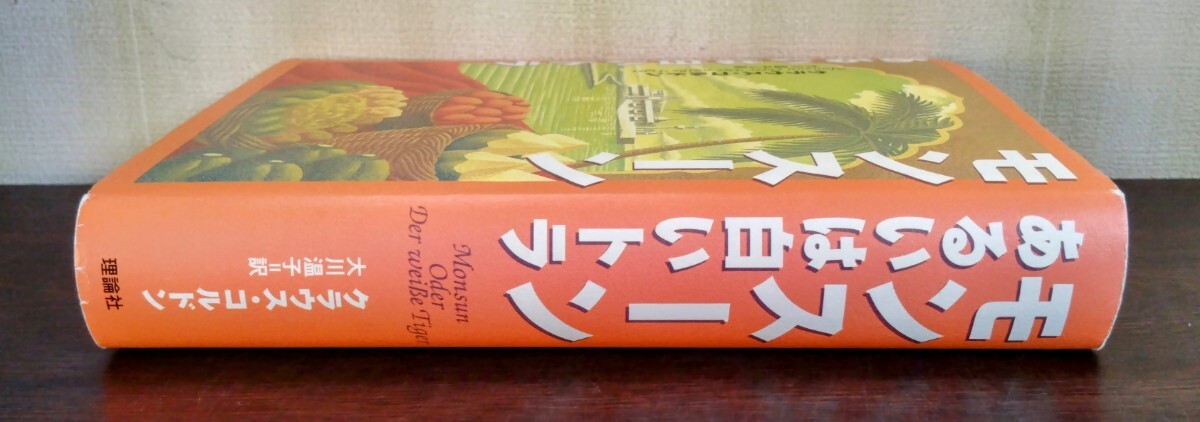 モンスーン
あるいは白いトラ
Monsun
Oder
Der weiße Tiger
クラウス・コルドン
大川温子=訳
理論社
モンスーン